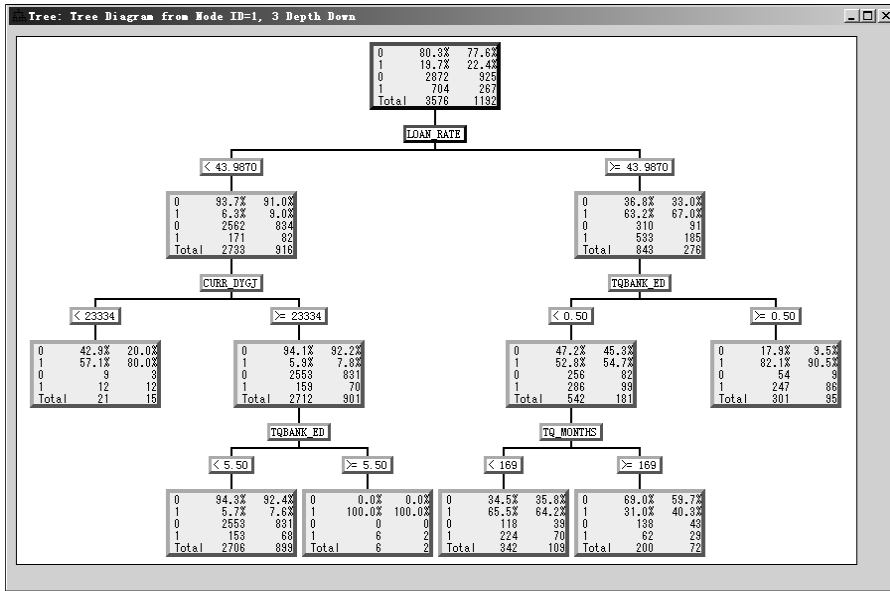 Tree: Tree Diagram from Node ID=1, 3 Depth Down
0 80.3% 77.6%
1 19.7% 22.4%
0 2872 925
1 704 267
Total 3576 1192
LOAN_RATE
< 43.9870
>= 43.9870
0 93.7% 91.0%
1 6.3% 9.0%
0 2562 834
1 171 82
Total 2733 916
0 36.8% 33.0%
1 63.2% 67.0%
0 310 91
1 533 185
Total 843 276
CURR_DYGJ
TQBANK_ED
< 23334
>= 23334
< 0.50
>= 0.50
0 42.9% 20.0%
1 57.1% 80.0%
0 9 3
1 12 12
Total 21 15
0 94.1% 92.2%
1 5.9% 7.8%
0 2553 831
1 159 70
Total 2712 901
0 47.2% 45.3%
1 52.8% 54.7%
0 256 82
1 286 99
Total 542 181
0 17.9% 9.5%
1 82.1% 90.5%
0 54 9
1 247 86
Total 301 95
TQBANK_ED
TQ_MONTHS
< 5.50
>= 5.50
< 169
>= 169
0 94.3% 92.4%
1 5.7% 7.6%
0 2553 831
1 153 68
Total 2706 899
0 0.0% 0.0%
1 100.0% 100.0%
0 0 0
1 6 2
Total 6 2
0 34.5% 35.8%
1 65.5% 64.2%
0 118 39
1 224 70
Total 342 109
0 69.0% 59.7%
1 31.0% 40.3%
0 138 43
1 62 29
Total 200 72